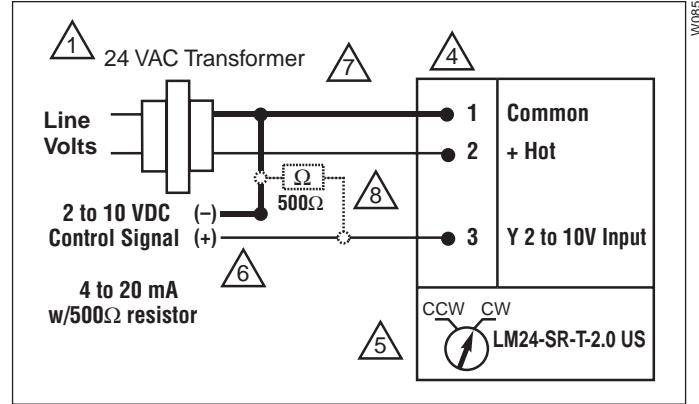 W085
1
24 VAC Transformer
7
4
Line
Volts
1 Common
2 + Hot
Ω
500Ω
8
2 to 10 VDC (–)
Control Signal (+)
3 Y 2 to 10V Input
6
4 to 20 mA
w/500Ω resistor
5
CCW CW
LM24-SR-T-2.0 US